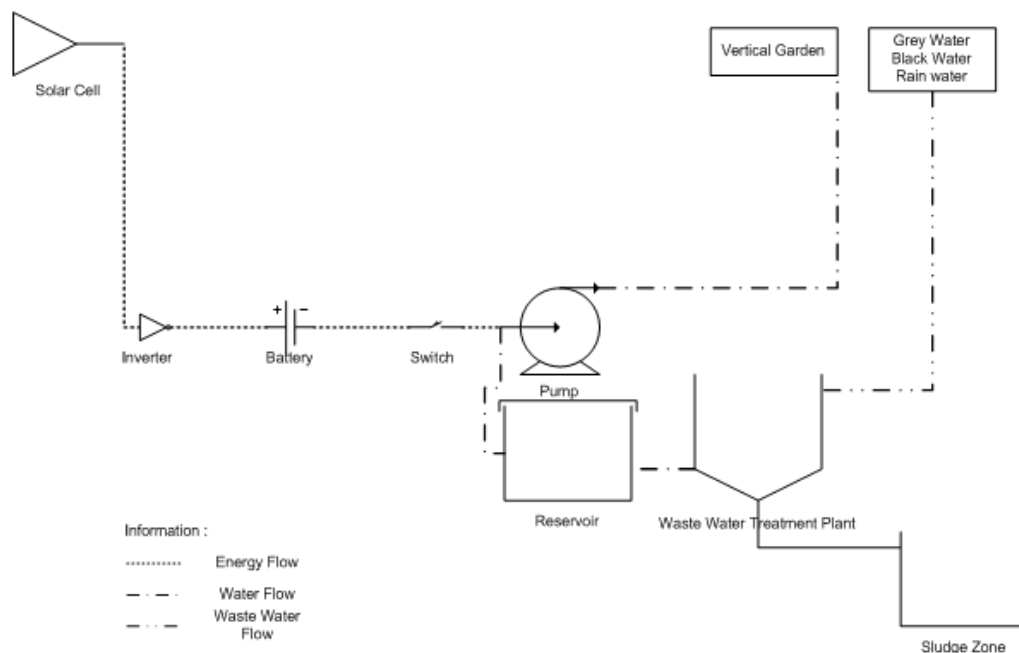 Solar Cell
Vertical Garden
Grey Water
Black Water
Rain water
+
−
Inverter
Battery
Switch
Pump
Reservoir
Waste Water Treatment Plant
Information :
Energy Flow
Water Flow
Waste Water
Flow
Sludge Zone